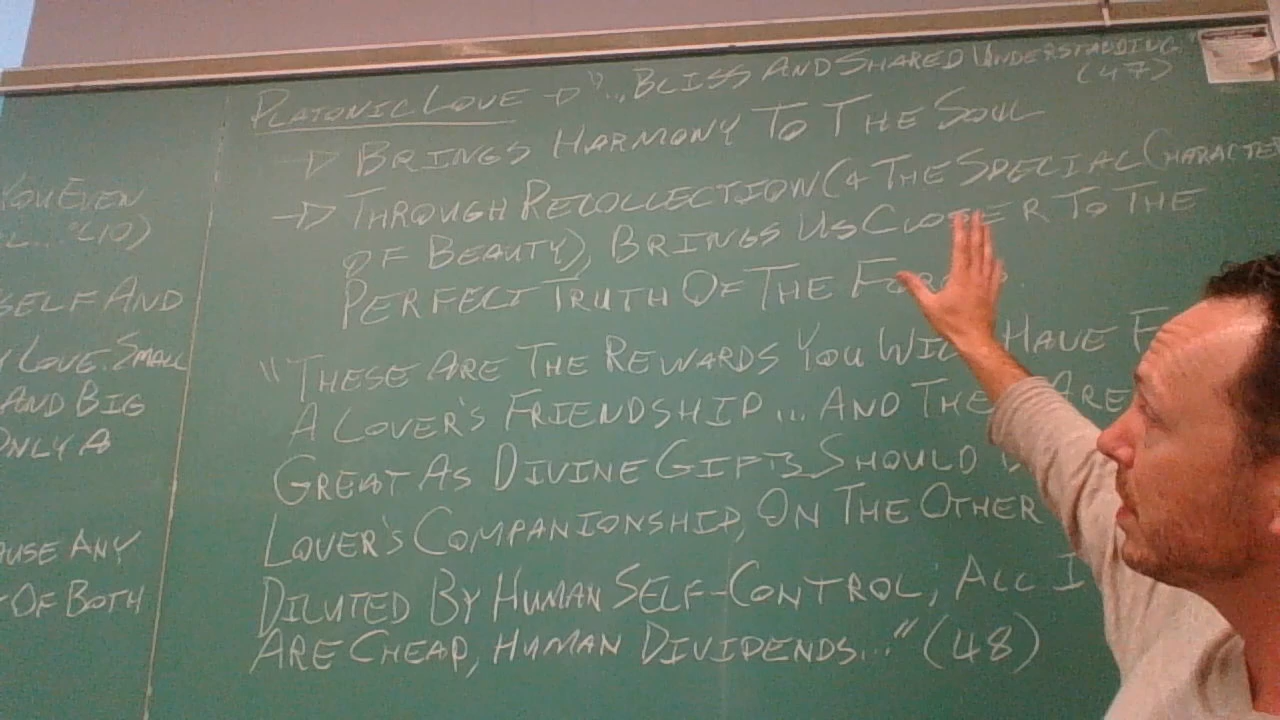 YOU EVEN
..." (10)
SELF AND
LOVE. SMALL
AND BIG
ONLY A
AUSE ANY
OF BOTH
PLATONIC LOVE → "...BLISS AND SHARED UNDERSTANDING"
(47)
→ BRINGS HARMONY TO THE SOUL
→ THROUGH RECOLLECTION (+ THE SPECIAL CHARACTE
OF BEAUTY), BRINGS US CLOSER TO THE
PERFECT TRUTH OF THE
"THESE ARE THE REWARDS YOU WILL HAVE F
A LOVER'S FRIENDSHIP... AND THE ARE
GREAT AS DIVINE GIFTS SHOULD
LOVER'S COMPANIONSHIP, ON THE OTHER
DILUTED BY HUMAN SELF-CONTROL; ALL I
ARE CHEAP, HUMAN DIVIDENDS..." (48)